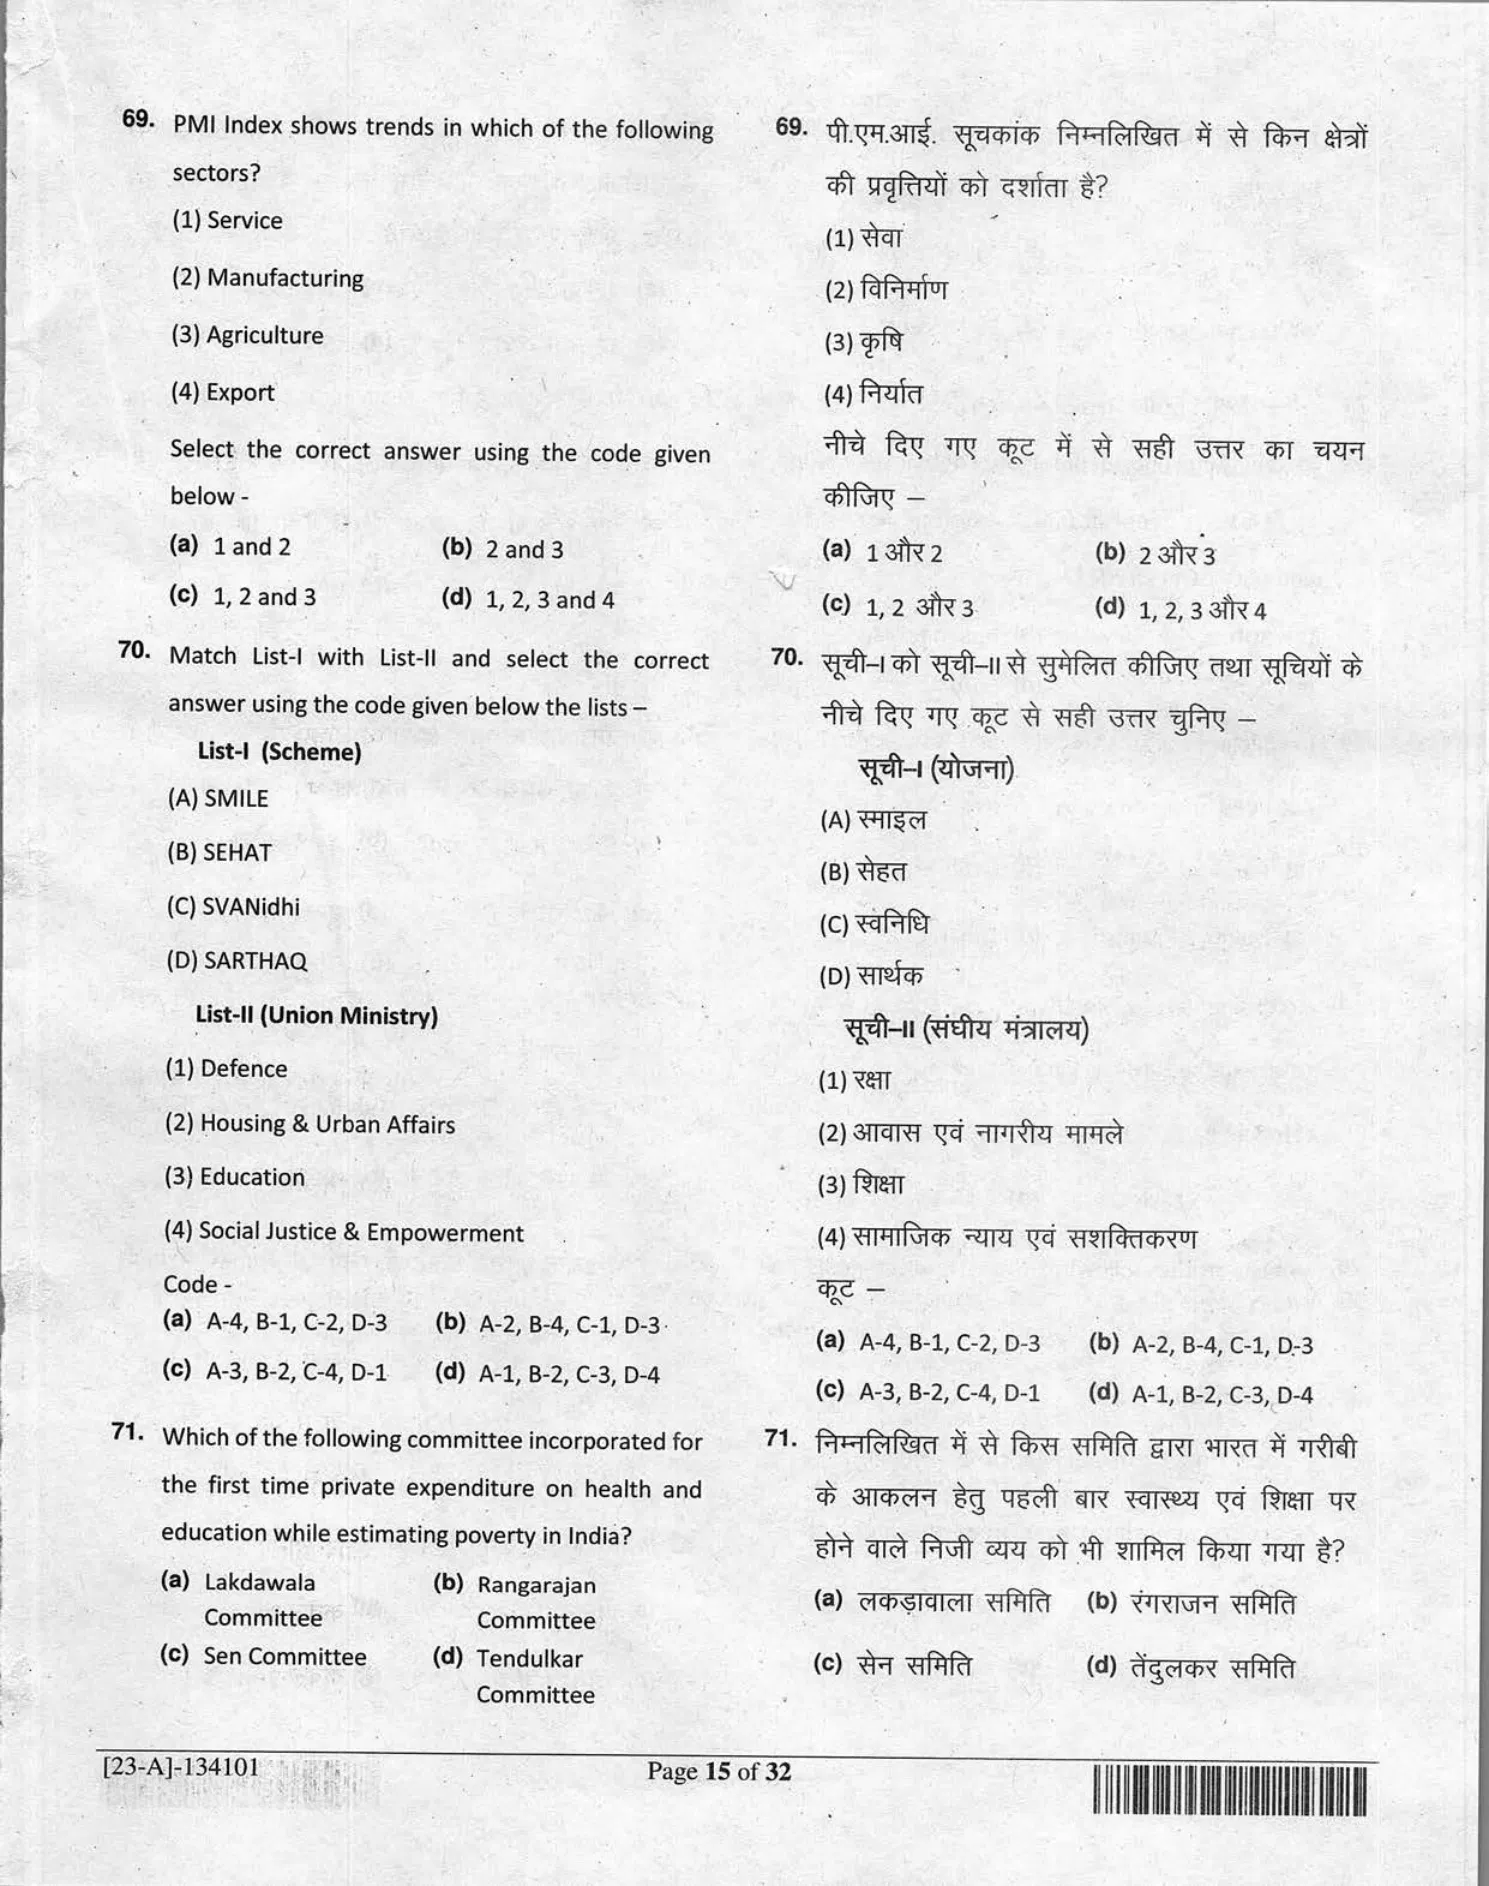 69. PMI Index shows trends in which of the following
sectors?
(1) Service
(2) Manufacturing
(3) Agriculture
(4) Export
Select the correct answer using the code given
below -
(a) 1 and 2 (b) 2 and 3
(c) 1, 2 and 3 (d) 1, 2, 3 and 4
70. Match List-I with List-II and select the correct
answer using the code given below the lists –
List-I (Scheme)
(A) SMILE
(B) SEHAT
(C) SVANidhi
(D) SARTHAQ
List-II (Union Ministry)
(1) Defence
(2) Housing & Urban Affairs
(3) Education
(4) Social Justice & Empowerment
Code -
(a) A-4, B-1, C-2, D-3 (b) A-2, B-4, C-1, D-3
(c) A-3, B-2, C-4, D-1 (d) A-1, B-2, C-3, D-4
71. Which of the following committee incorporated for
the first time private expenditure on health and
education while estimating poverty in India?
(a) Lakdawala (b) Rangarajan
Committee Committee
(c) Sen Committee (d) Tendulkar
Committee
69. पी.एम.आई. सूचकांक निम्नलिखित में से किन क्षेत्रों
की प्रवृत्तियों को दर्शाता है?
(1) सेवा
(2) विनिर्माण
(3) कृषि
(4) निर्यात
नीचे दिए गए कूट में से सही उत्तर का चयन
कीजिए –
(a) 1 और 2 (b) 2 और 3
(c) 1, 2 और 3 (d) 1, 2, 3 और 4
70. सूची–I को सूची–II से सुमेलित कीजिए तथा सूचियों के
नीचे दिए गए कूट से सही उत्तर चुनिए –
सूची–I (योजना)
(A) स्माइल
(B) सेहत
(C) स्वनिधि
(D) सार्थक
सूची–II (संघीय मंत्रालय)
(1) रक्षा
(2) आवास एवं नागरीय मामले
(3) शिक्षा
(4) सामाजिक न्याय एवं सशक्तिकरण
कूट –
(a) A-4, B-1, C-2, D-3 (b) A-2, B-4, C-1, D-3
(c) A-3, B-2, C-4, D-1 (d) A-1, B-2, C-3, D-4
71. निम्नलिखित में से किस समिति द्वारा भारत में गरीबी
के आकलन हेतु पहली बार स्वास्थ्य एवं शिक्षा पर
होने वाले निजी व्यय को भी शामिल किया गया है?
(a) लकड़ावाला समिति (b) रंगराजन समिति
(c) सेन समिति (d) तेंदुलकर समिति
[23-A]-134101 Page 15 of 32